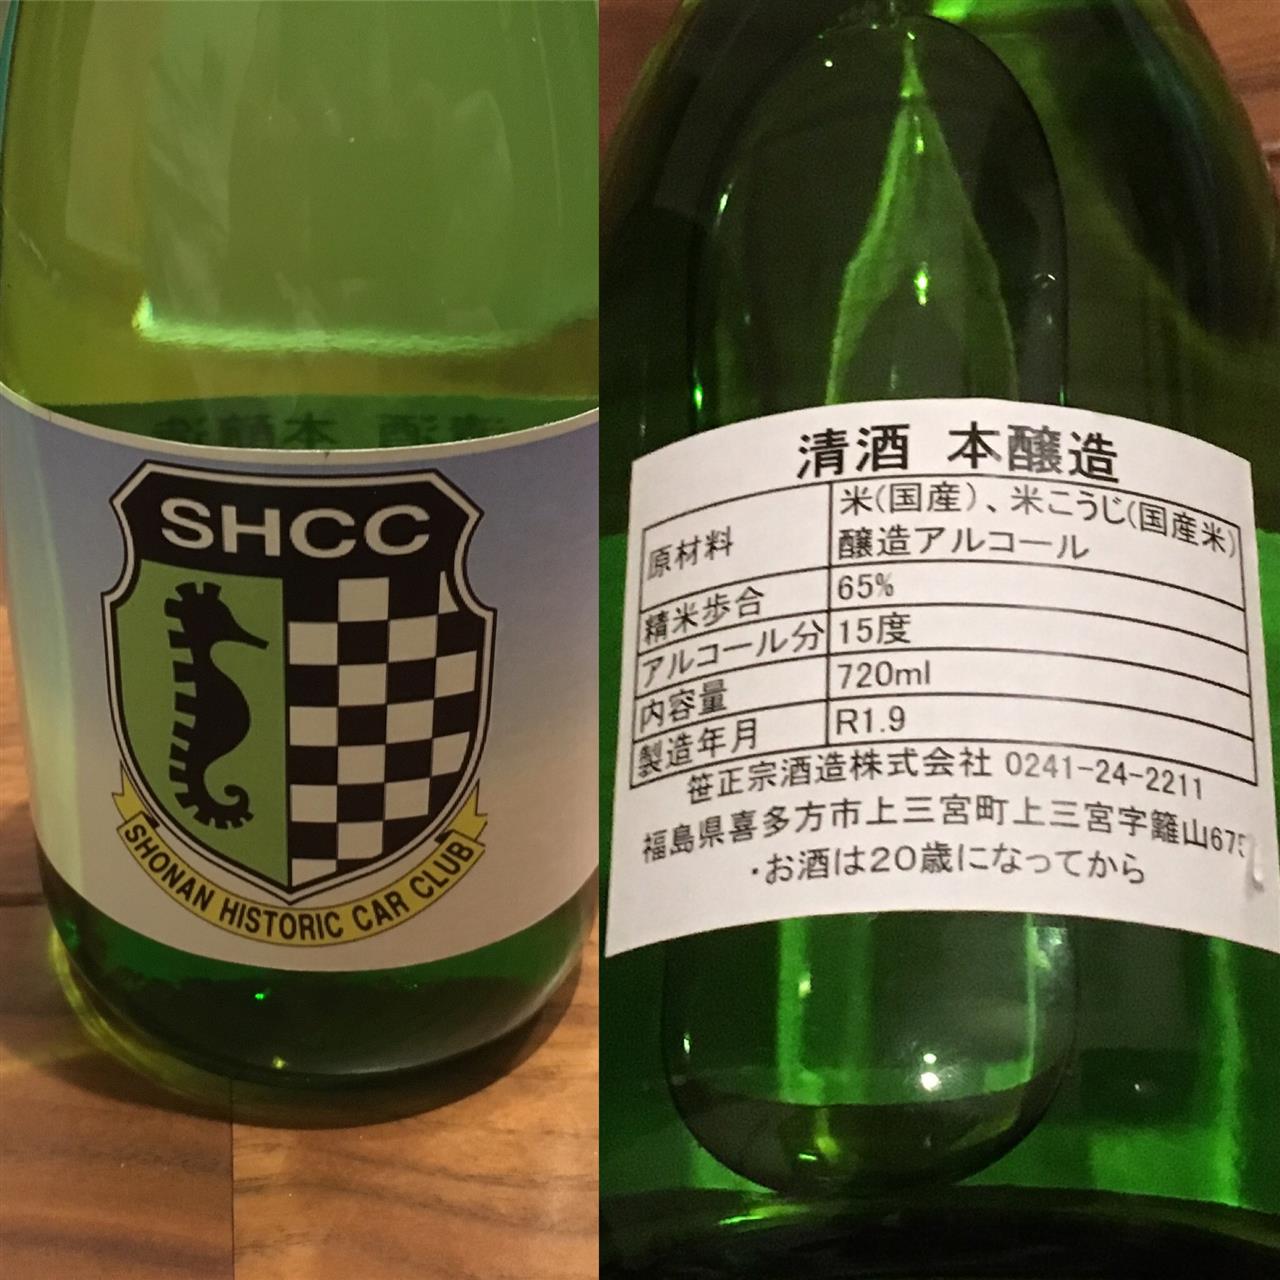 SHCC
SHONAN HISTORIC CAR CLUB
清酒 本醸造
原材料 米(国産)、米こうじ(国産米)
醸造アルコール
精米歩合 65%
アルコール分 15度
内容量 720ml
製造年月 R1.9
笹正宗酒造株式会社 0241-24-2211
福島県喜多方市上三宮町上三宮字籬山675
・お酒は20歳になってから